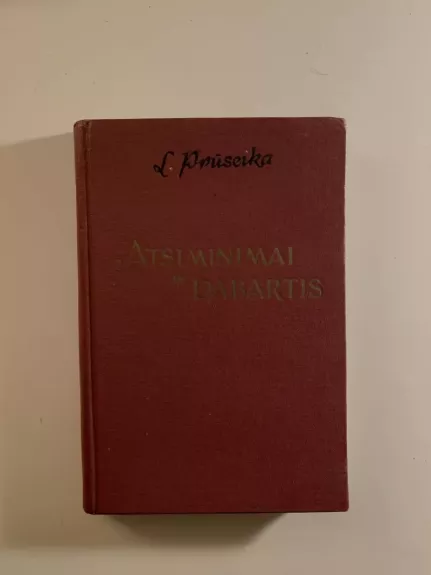 L. Prūseika
ATSIMINIMAI
ir DABARTIS